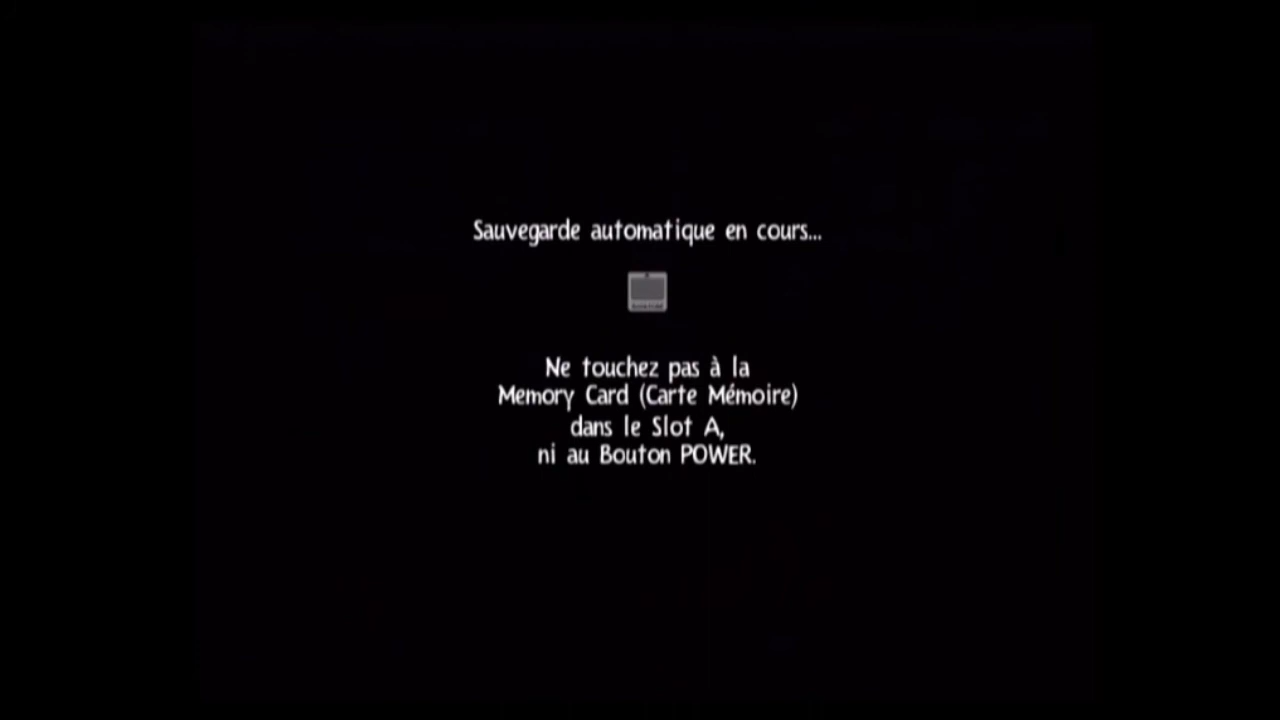 Sauvegarde automatique en cours...
Ne touchez pas à la
Memory Card (Carte Mémoire)
dans le Slot A,
ni au Bouton POWER.